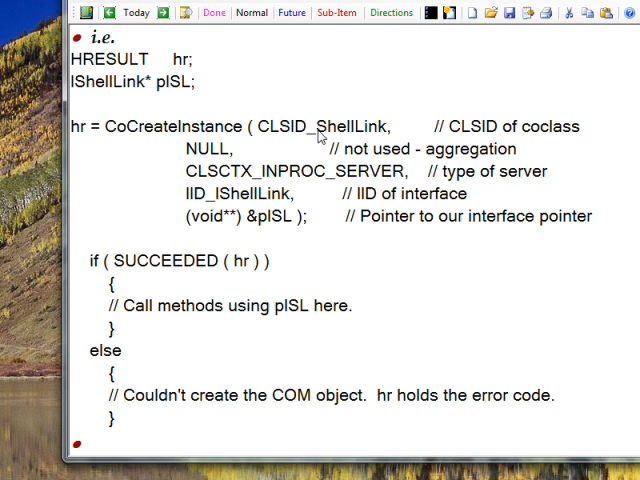 Today Done Normal Future Sub-Item Directions
i.e.
HRESULT hr;
IShellLink* pISL;
hr = CoCreateInstance ( CLSID_ShellLink, // CLSID of coclass
NULL, // not used - aggregation
CLSCTX_INPROC_SERVER, // type of server
IID_IShellLink, // IID of interface
(void**) &pISL ); // Pointer to our interface pointer
if ( SUCCEEDED ( hr ) )
{
// Call methods using pISL here.
}
else
{
// Couldn't create the COM object. hr holds the error code.
}